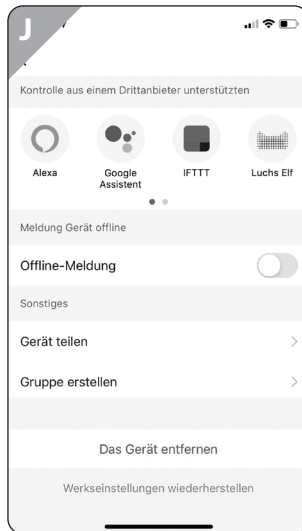 J
Kontrolle aus einem Drittanbieter unterstützten
Alexa
Google
Assistent
IFTTT
Luchs Elf
Meldung Gerät offline
Offline-Meldung
Sonstiges
Gerät teilen
Gruppe erstellen
Das Gerät entfernen
Werkseinstellungen wiederherstellen